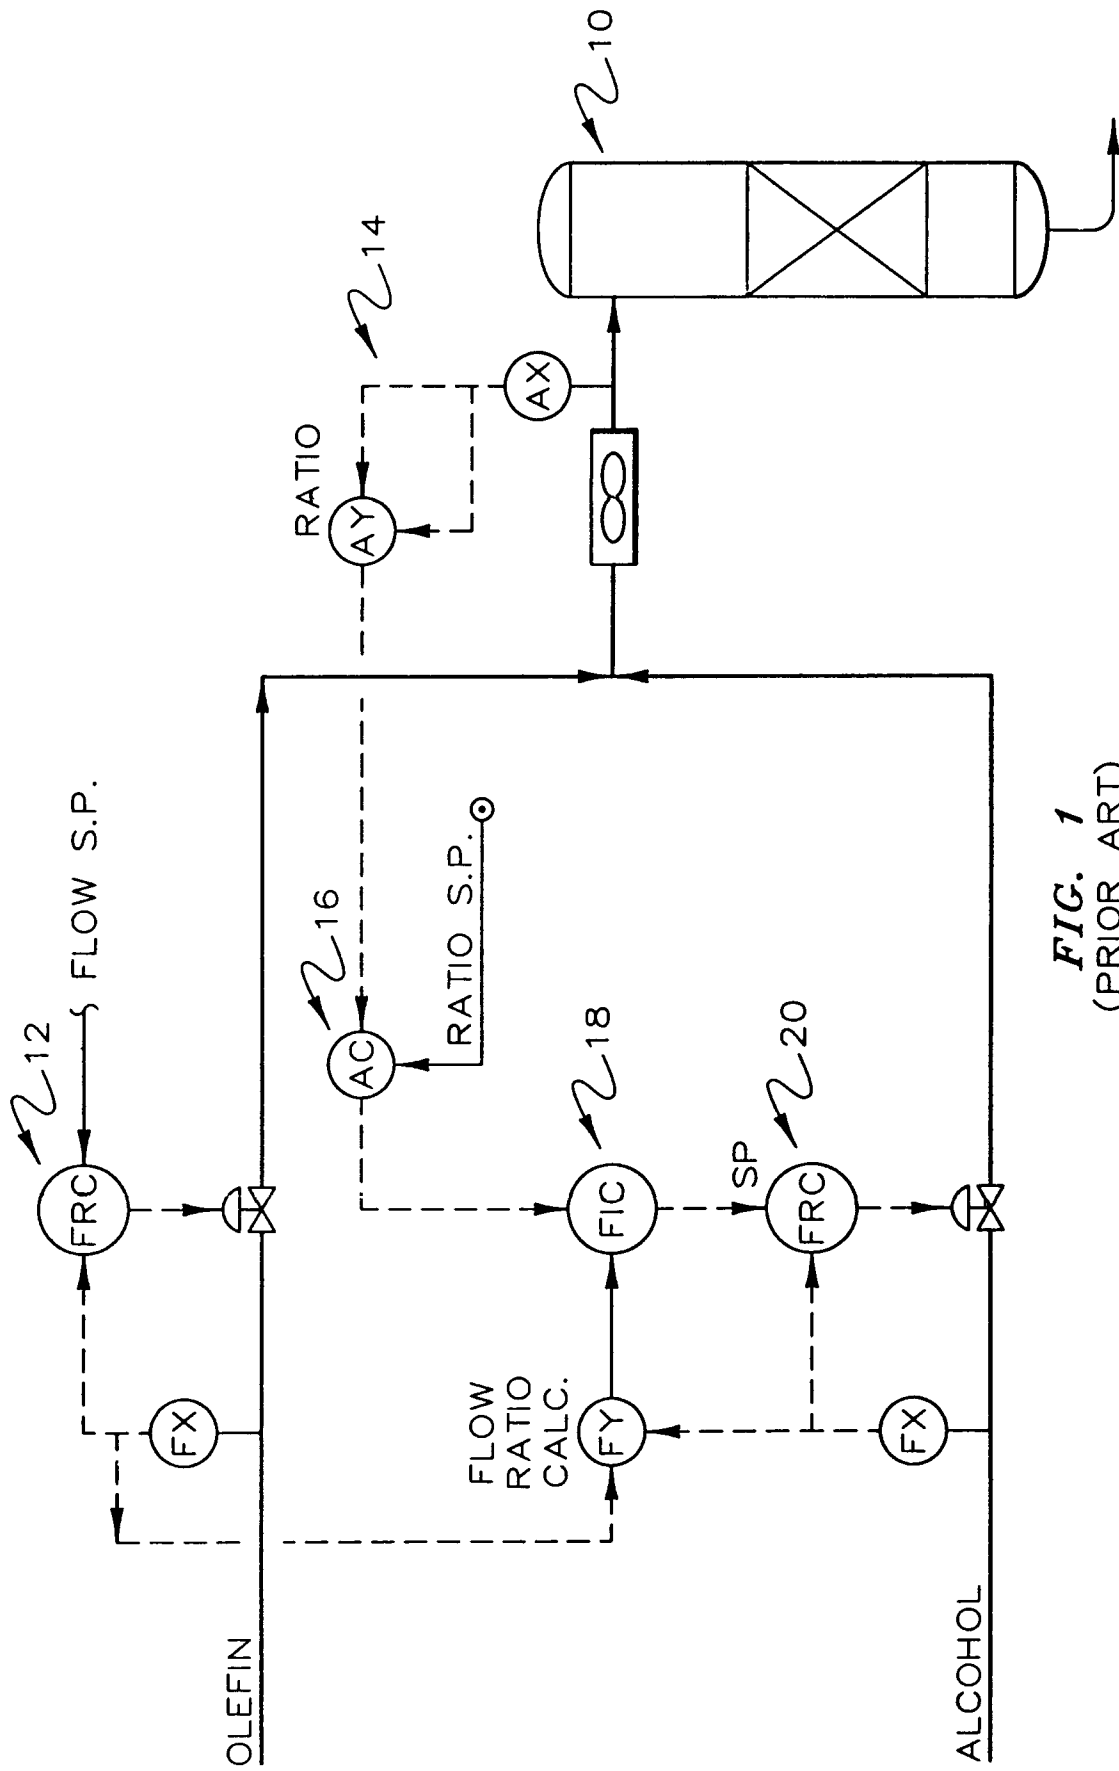 12
FLOW S.P.
FRC
FX
OLEFIN
RATIO
14
AY
AX
10
16
AC
RATIO S.P.
FLOW
RATIO
CALC.
FY
FIC
18
SP
FRC
20
FX
ALCOHOL
FIG. 1
(PRIOR ART)